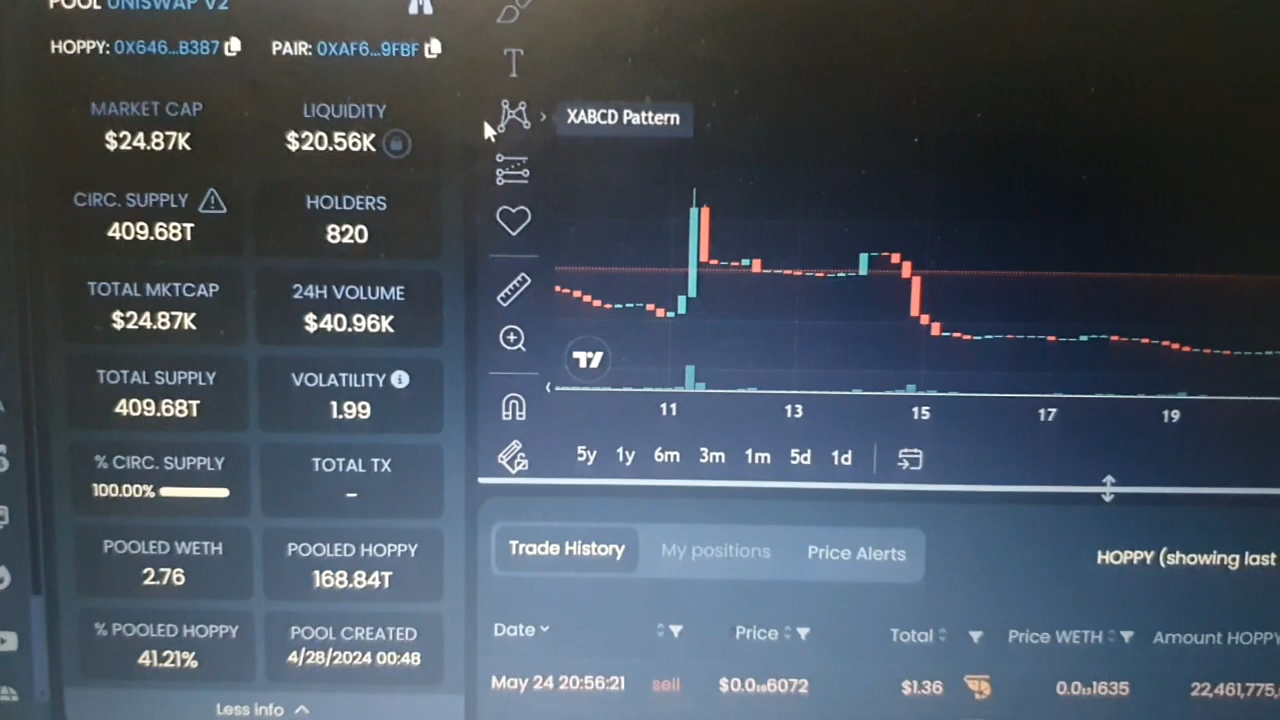 POOL UNISWAP V2
HOPPY: 0X646...B387
PAIR: 0XAF6...9FBF
MARKET CAP
$24.87K
LIQUIDITY
$20.56K
CIRC. SUPPLY
409.68T
HOLDERS
820
TOTAL MKTCAP
$24.87K
24H VOLUME
$40.96K
TOTAL SUPPLY
409.68T
VOLATILITY
1.99
% CIRC. SUPPLY
100.00%
TOTAL TX
-
POOLED WETH
2.76
POOLED HOPPY
168.84T
% POOLED HOPPY
41.21%
POOL CREATED
4/28/2024 00:48
Less info
XABCD Pattern
11 13 15 17 19
5y 1y 6m 3m 1m 5d 1d
Trade History My positions Price Alerts
HOPPY (showing last
Date Price Total Price WETH Amount HOPPY
May 24 20:56:21 sell $1.36